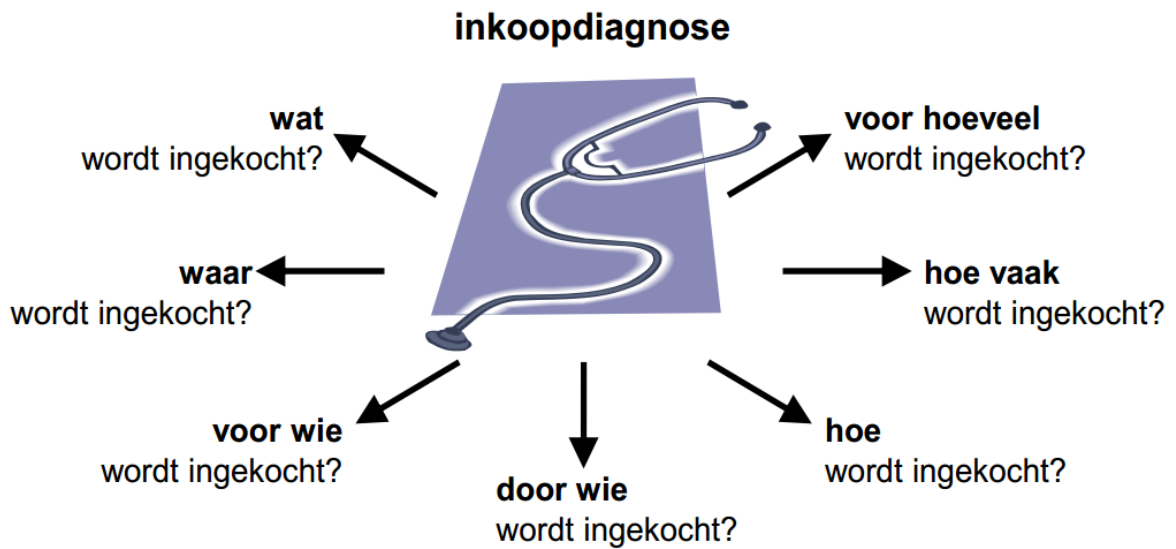 inkoopdiagnose
wat
wordt ingekocht?
voor hoeveel
wordt ingekocht?
waar
wordt ingekocht?
hoe vaak
wordt ingekocht?
voor wie
wordt ingekocht?
hoe
wordt ingekocht?
door wie
wordt ingekocht?